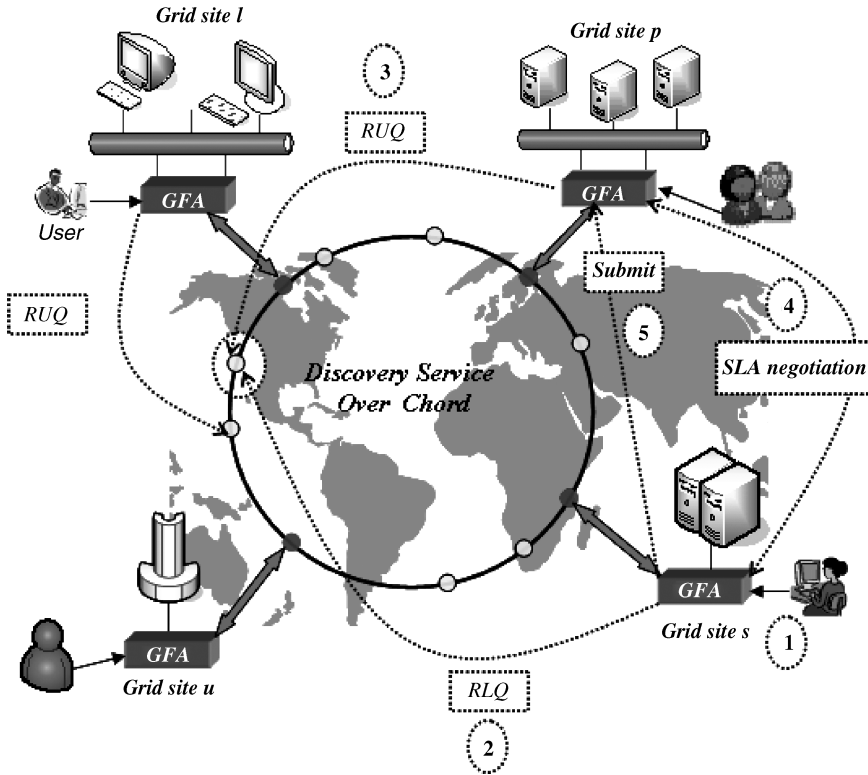 Grid site l
Grid site p
3
RUQ
GFA
GFA
User
Submit
4
RUQ
5
SLA negotiation
Discovery Service
Over Chord
GFA
Grid site s
1
GFA
Grid site u
RLQ
2